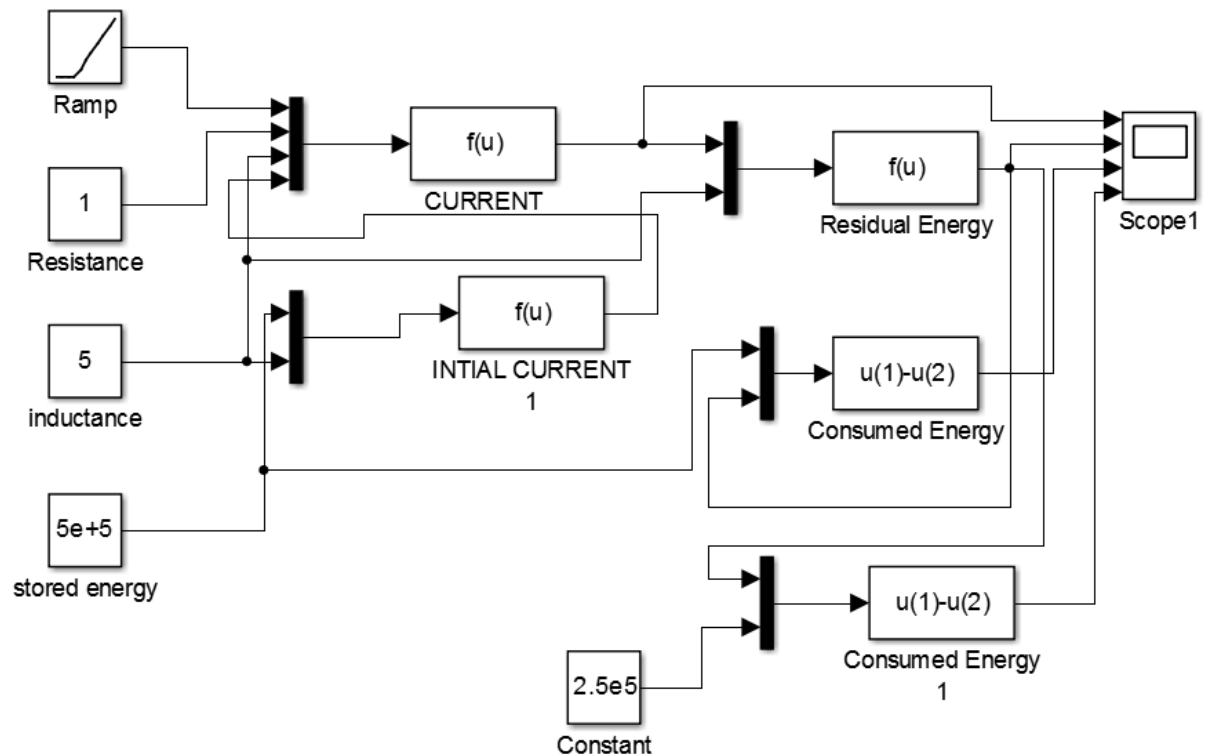 Ramp
1
Resistance
5
inductance
5e+5
stored energy
f(u)
CURRENT
f(u)
INTIAL CURRENT
1
f(u)
Residual Energy
Scope1
u(1)-u(2)
Consumed Energy
u(1)-u(2)
Consumed Energy
1
2.5e5
Constant